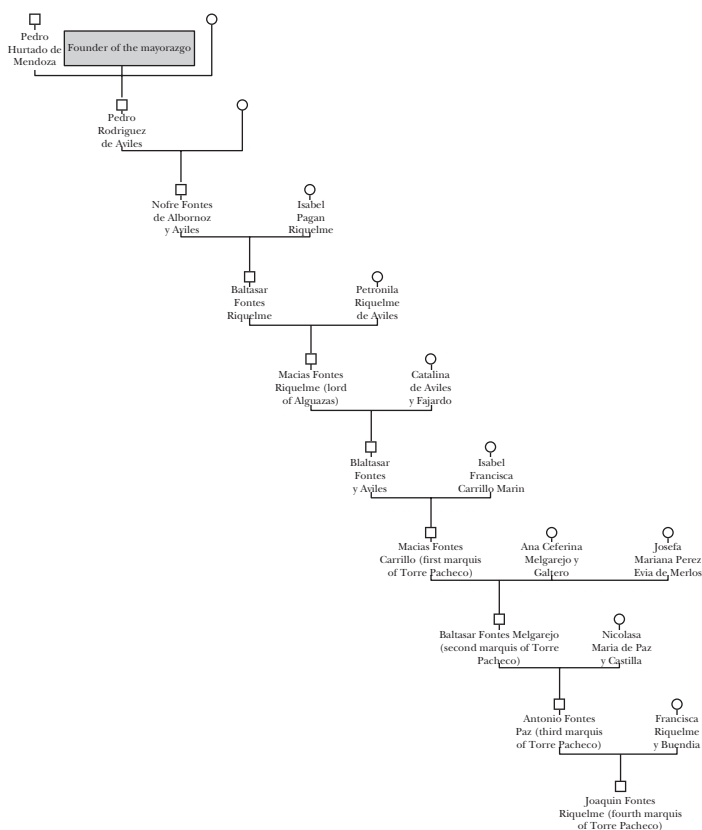 Pedro
Hurtado de
Mendoza
Founder of the mayorazgo
Pedro
Rodriguez
de Aviles
Nofre Fontes
de Albornoz
y Aviles
Isabel
Pagan
Riquelme
Baltasar
Fontes
Riquelme
Petronila
Riquelme
de Aviles
Macias Fontes
Riquelme (lord
of Alguazas)
Catalina
de Aviles
y Fajardo
Blaltasar
Fontes
y Aviles
Isabel
Francisca
Carrillo Marin
Macias Fontes
Carrillo (first marquis
of Torre Pacheco)
Ana Ceferina
Melgarejo y
Galtero
Josefa
Mariana Perez
Evia de Merlos
Baltasar Fontes Melgarejo
(second marquis of Torre
Pacheco)
Nicolasa
Maria de Paz
y Castilla
Antonio Fontes
Paz (third marquis
of Torre Pacheco)
Francisca
Riquelme
y Buendia
Joaquin Fontes
Riquelme (fourth marquis
of Torre Pacheco)